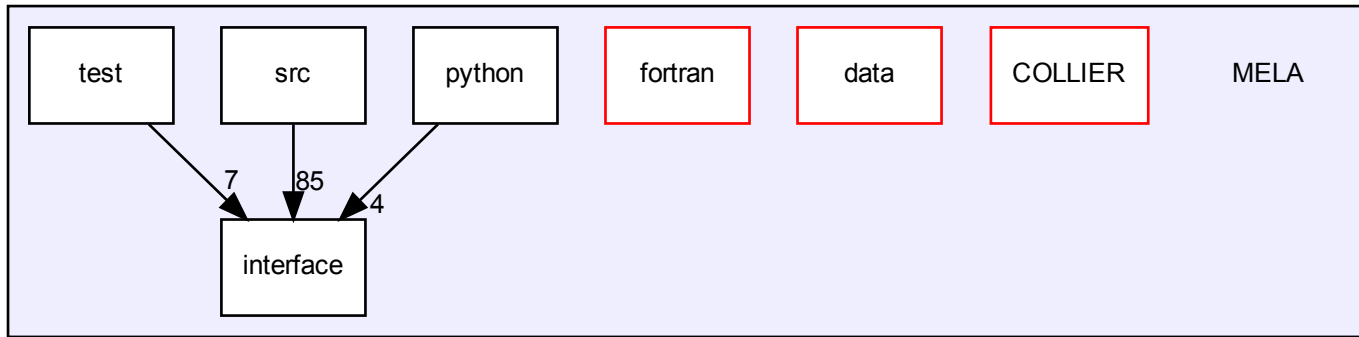 test
src
python
fortran
data
COLLIER
MELA
7
85
4
interface